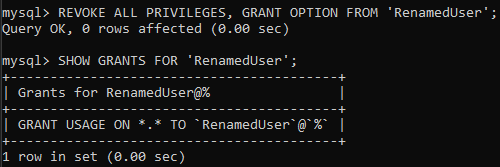 mysql> REVOKE ALL PRIVILEGES, GRANT OPTION FROM 'RenamedUser';
Query OK, 0 rows affected (0.00 sec)
mysql> SHOW GRANTS FOR 'RenamedUser';
+-----------------------------------------+
| Grants for RenamedUser@%                |
+-----------------------------------------+
| GRANT USAGE ON *.* TO `RenamedUser`@`%` |
+-----------------------------------------+
1 row in set (0.00 sec)